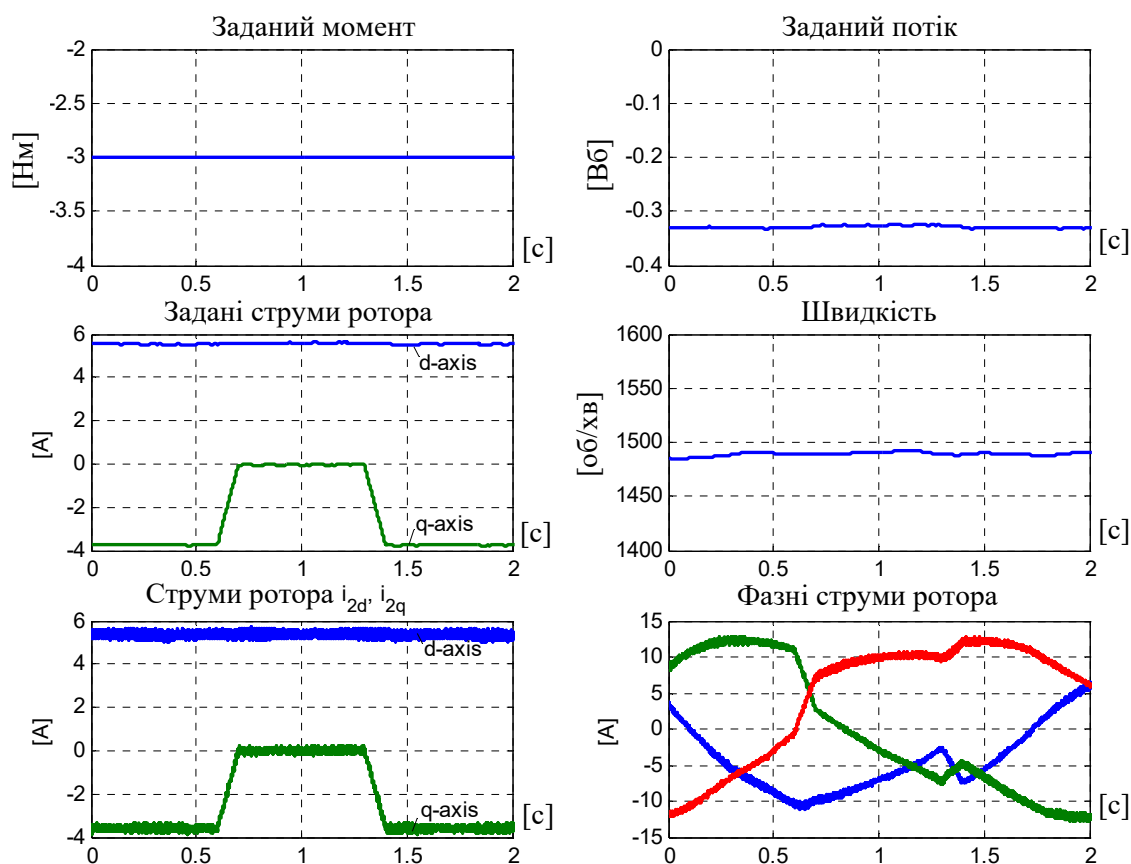 Заданий момент
-2
-2.5
-3
-3.5
-4
[Нм]
0 0.5 1 1.5 2
[с]
Заданий потік
0
-0.1
-0.2
-0.3
-0.4
[Вб]
0 0.5 1 1.5 2
[с]
Задані струми ротора
6
4
2
0
-2
-4
[A]
d-axis
q-axis
0 0.5 1 1.5 2
[с]
Швидкість
1600
1550
1500
1450
1400
[об/хв]
0 0.5 1 1.5 2
[с]
Струми ротора i2d, i2q
6
4
2
0
-2
-4
[A]
d-axis
q-axis
0 0.5 1 1.5 2
[с]
Фазні струми ротора
15
10
5
0
-5
-10
-15
[A]
0 0.5 1 1.5 2
[с]